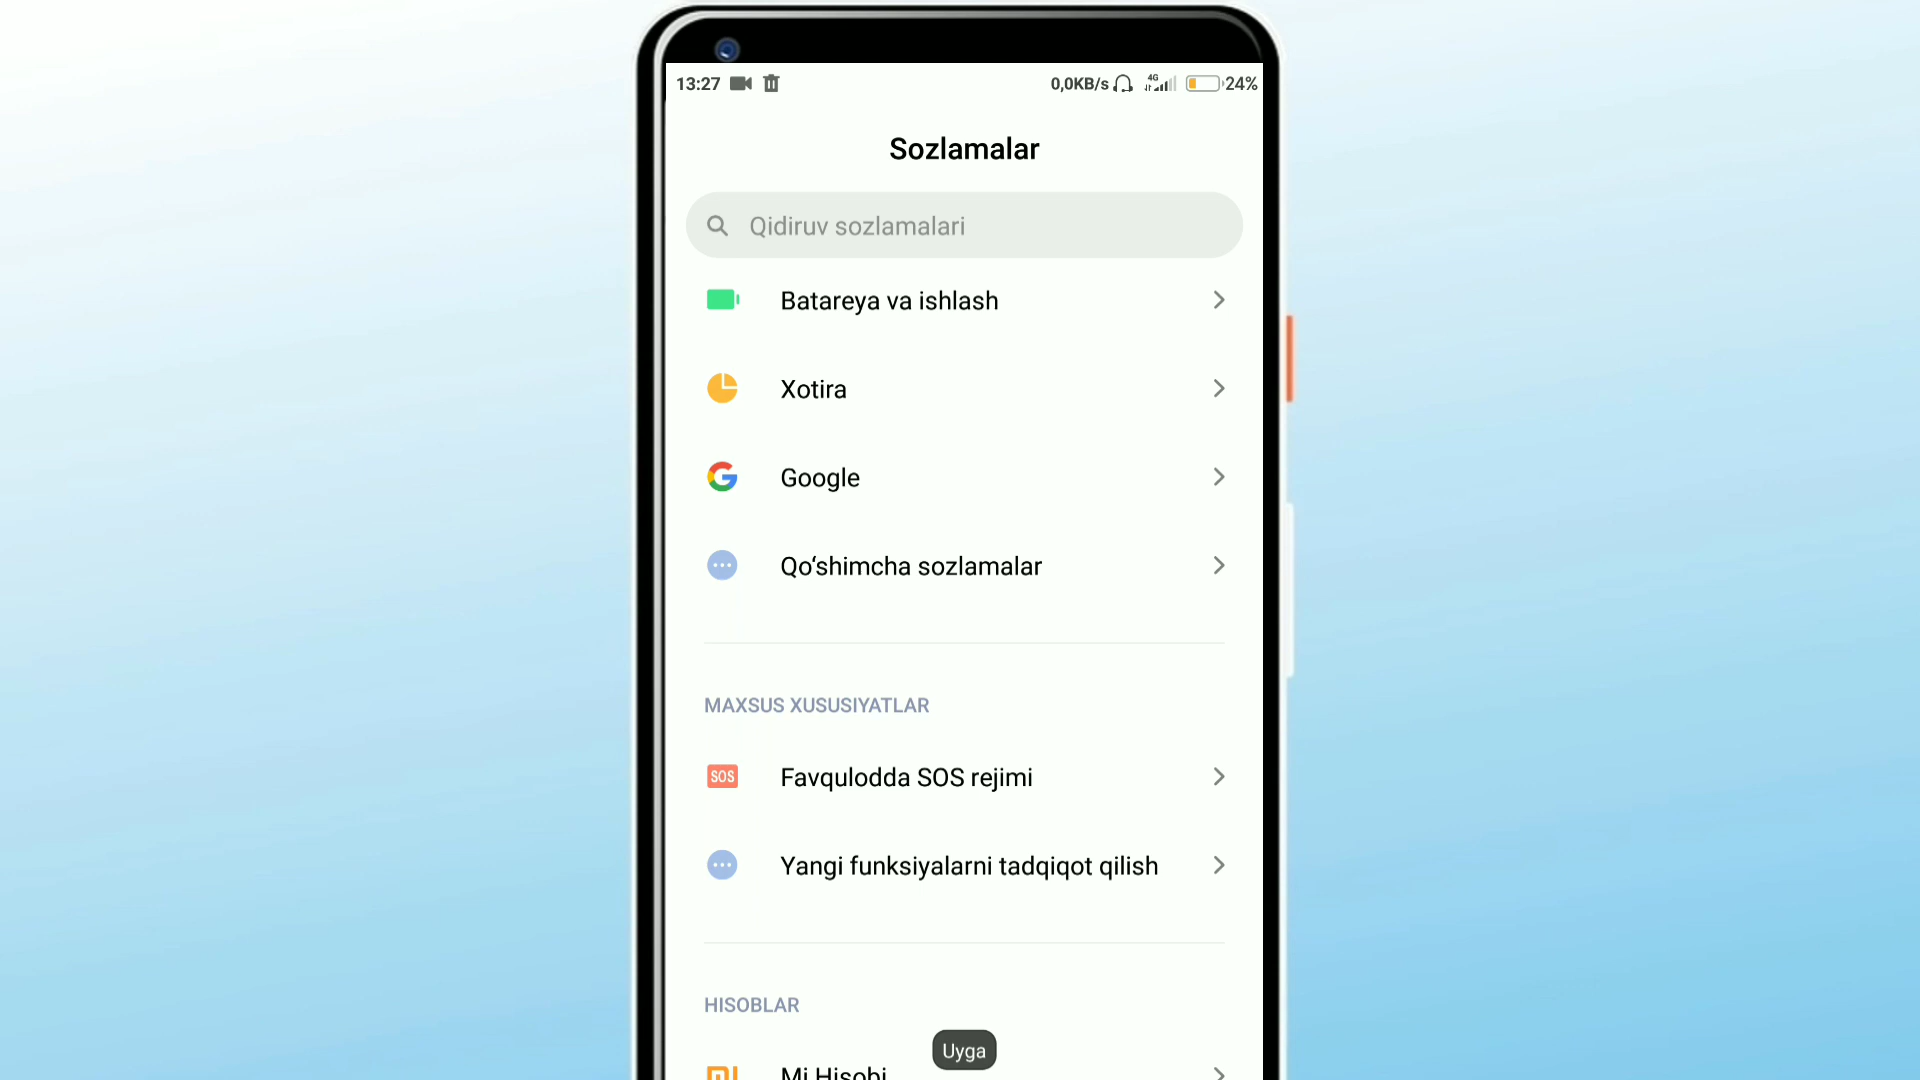 13:27 0,0KB/s 4G 24%
Sozlamalar
Qidiruv sozlamalari
Batareya va ishlash
Xotira
Google
Qo‘shimcha sozlamalar
MAXSUS XUSUSIYATLAR
SOS Favqulodda SOS rejimi
Yangi funksiyalarni tadqiqot qilish
HISOBLAR
Uyga
Mi Hisobi